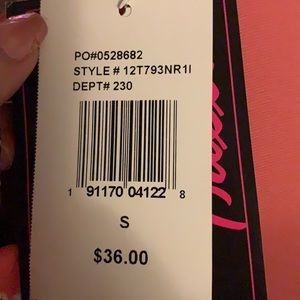 PO#0528682
STYLE # 12T793NR1I
DEPT# 230
1 91170 04122 8
S
$36.00